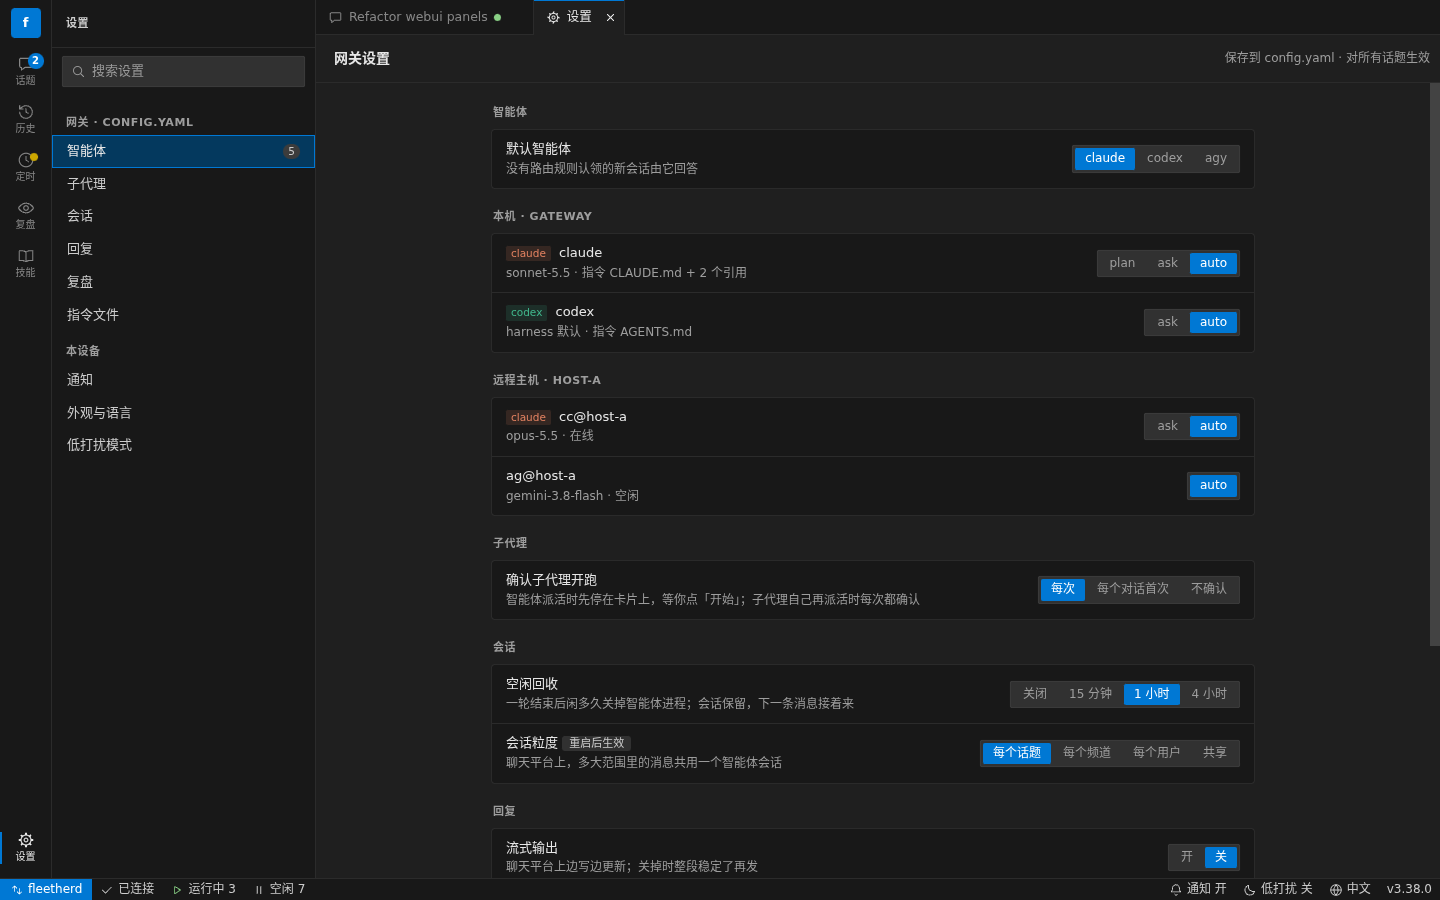 f
设置
Refactor webui panels
设置
网关设置
保存到 config.yaml · 对所有话题生效
2
话题
历史
定时
复盘
技能
设置
搜索设置
网关 · CONFIG.YAML
智能体
5
子代理
会话
回复
复盘
指令文件
本设备
通知
外观与语言
低打扰模式
智能体
默认智能体
没有路由规则认领的新会话由它回答
claude codex agy
本机 · GATEWAY
claude claude
sonnet-5.5 · 指令 CLAUDE.md + 2 个引用
plan ask auto
codex codex
harness 默认 · 指令 AGENTS.md
ask auto
远程主机 · HOST-A
claude cc@host-a
opus-5.5 · 在线
ask auto
ag@host-a
gemini-3.8-flash · 空闲
auto
子代理
确认子代理开跑
智能体派活时先停在卡片上，等你点「开始」；子代理自己再派活时每次都确认
每次 每个对话首次 不确认
会话
空闲回收
一轮结束后闲多久关掉智能体进程；会话保留，下一条消息接着来
关闭 15 分钟 1 小时 4 小时
会话粒度 重启后生效
聊天平台上，多大范围里的消息共用一个智能体会话
每个话题 每个频道 每个用户 共享
回复
流式输出
聊天平台上边写边更新；关掉时整段稳定了再发
开 关
fleetherd 已连接 运行中 3 空闲 7
通知 开 低打扰 关 中文 v3.38.0